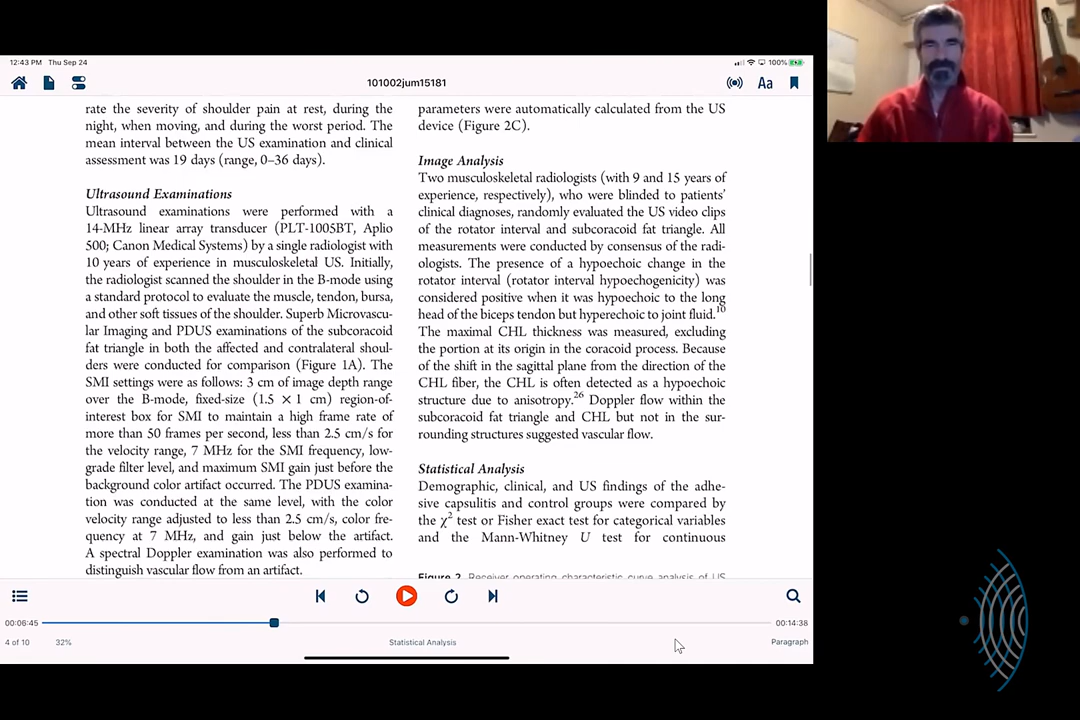 12:43 PM Thu Sep 24
100%
101002jum15181
Aa
rate the severity of shoulder pain at rest, during the
night, when moving, and during the worst period. The
mean interval between the US examination and clinical
assessment was 19 days (range, 0–36 days).
Ultrasound Examinations
Ultrasound examinations were performed with a
14-MHz linear array transducer (PLT-1005BT, Aplio
500; Canon Medical Systems) by a single radiologist with
10 years of experience in musculoskeletal US. Initially,
the radiologist scanned the shoulder in the B-mode using
a standard protocol to evaluate the muscle, tendon, bursa,
and other soft tissues of the shoulder. Superb Microvascu-
lar Imaging and PDUS examinations of the subcoracoid
fat triangle in both the affected and contralateral shoul-
ders were conducted for comparison (Figure 1A). The
SMI settings were as follows: 3 cm of image depth range
over the B-mode, fixed-size (1.5 × 1 cm) region-of-
interest box for SMI to maintain a high frame rate of
more than 50 frames per second, less than 2.5 cm/s for
the velocity range, 7 MHz for the SMI frequency, low-
grade filter level, and maximum SMI gain just before the
background color artifact occurred. The PDUS examina-
tion was conducted at the same level, with the color
velocity range adjusted to less than 2.5 cm/s, color fre-
quency at 7 MHz, and gain just below the artifact.
A spectral Doppler examination was also performed to
distinguish vascular flow from an artifact.
parameters were automatically calculated from the US
device (Figure 2C).
Image Analysis
Two musculoskeletal radiologists (with 9 and 15 years of
experience, respectively), who were blinded to patients’
clinical diagnoses, randomly evaluated the US video clips
of the rotator interval and subcoracoid fat triangle. All
measurements were conducted by consensus of the radi-
ologists. The presence of a hypoechoic change in the
rotator interval (rotator interval hypoechogenicity) was
considered positive when it was hypoechoic to the long
head of the biceps tendon but hyperechoic to joint fluid.10
The maximal CHL thickness was measured, excluding
the portion at its origin in the coracoid process. Because
of the shift in the sagittal plane from the direction of the
CHL fiber, the CHL is often detected as a hypoechoic
structure due to anisotropy.26 Doppler flow within the
subcoracoid fat triangle and CHL but not in the sur-
rounding structures suggested vascular flow.
Statistical Analysis
Demographic, clinical, and US findings of the adhe-
sive capsulitis and control groups were compared by
the χ2 test or Fisher exact test for categorical variables
and the Mann-Whitney U test for continuous
Figure 2. Receiver operating characteristic curve analysis of US
00:06:45
00:14:38
4 of 10
32%
Statistical Analysis
Paragraph